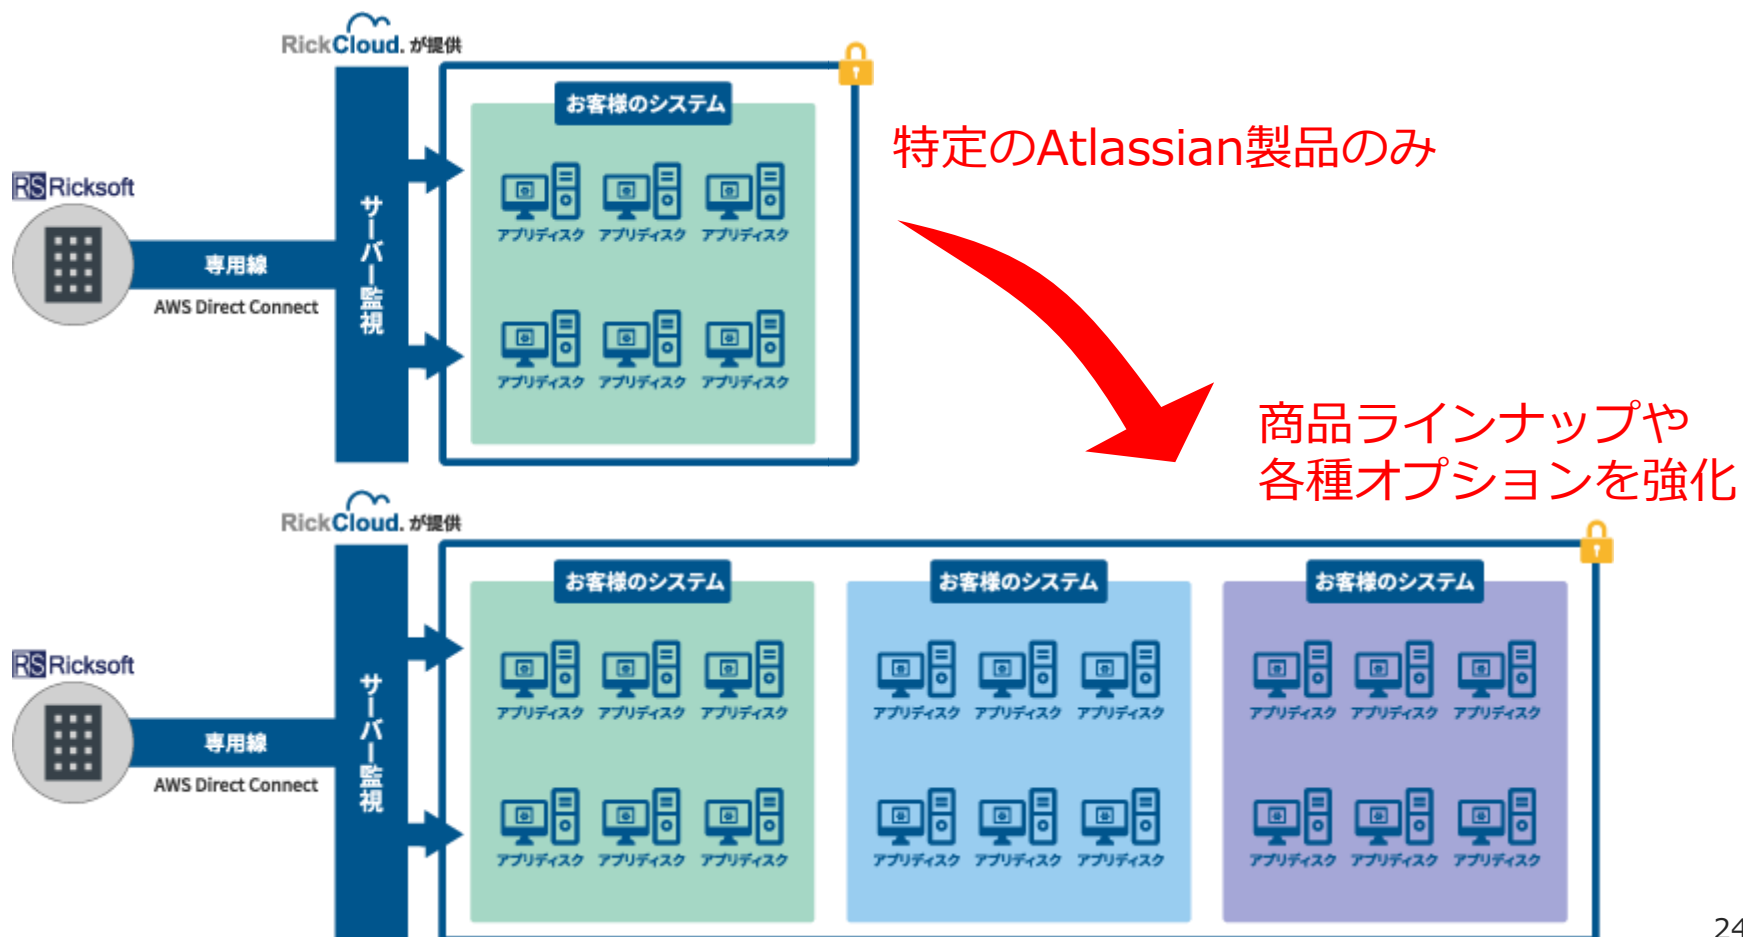 RickCloud. が提供
お客様のシステム
特定のAtlassian製品のみ
RS Ricksoft
アプリディスク アプリディスク アプリディスク
専用線
AWS Direct Connect
サーバー監視
アプリディスク アプリディスク アプリディスク
商品ラインナップや
各種オプションを強化
RickCloud. が提供
お客様のシステム お客様のシステム お客様のシステム
RS Ricksoft
アプリディスク アプリディスク アプリディスク アプリディスク アプリディスク アプリディスク アプリディスク アプリディスク アプリディスク
専用線
AWS Direct Connect
サーバー監視
アプリディスク アプリディスク アプリディスク アプリディスク アプリディスク アプリディスク アプリディスク アプリディスク アプリディスク
24